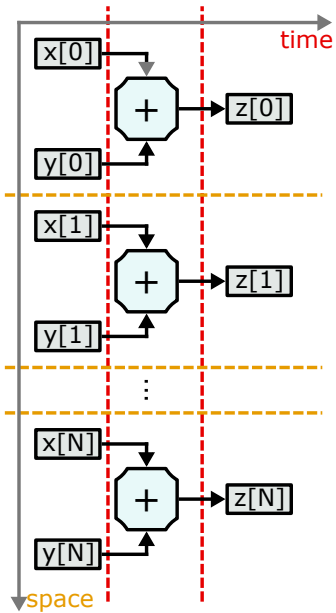 time
x[0]
+
z[0]
y[0]
x[1]
+
z[1]
y[1]
...
x[N]
+
z[N]
y[N]
space